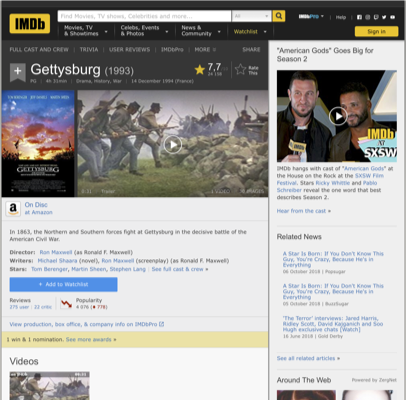 IMDb
Find Movies, TV shows, Celebrities and more...
All
IMDbPro
Help
Movies, TV & Showtimes
Celebs, Events & Photos
News & Community
Watchlist
Sign in
FULL CAST AND CREW | TRIVIA | USER REVIEWS | IMDbPro | MORE
SHARE
Gettysburg (1993)
PG | 4h 31min | Drama, History, War | 14 December 1994 (France)
7,7
Rate This
GETTYSBURG
On Disc
at Amazon
In 1863, the Northern and Southern forces fight at Gettysburg in the decisive battle of the
American Civil War.
Director: Ron Maxwell (as Ronald F. Maxwell)
Writers: Michael Shaara (novel), Ron Maxwell (screenplay) (as Ronald F. Maxwell)
Stars: Tom Berenger, Martin Sheen, Stephen Lang | See full cast & crew »
+ Add to Watchlist
Reviews
275 user | 22 critic
Popularity
4 076 ( 778)
View production, box office, & company info on IMDbPro
1 win & 1 nomination. See more awards »
Videos
"American Gods" Goes Big for
Season 2
IMDb
at
SXSW
IMDb hangs with cast of "American Gods" at
the House on the Rock at the SXSW Film
Festival. Stars Ricky Whittle and Pablo
Schreiber reveal the one word that best
describes Season 2.
Hear from the cast »
Related News
A Star Is Born: If You Don't Know This
Guy, You're Crazy, Because He's in
Everything
06 October 2018 | Popsugar
A Star Is Born: If You Don't Know This
Guy, You're Crazy, Because He's in
Everything
05 October 2018 | BuzzSugar
'The Terror' interviews: Jared Harris,
Ridley Scott, David Kajganich and Soo
Hugh exclusive chats [Watch]
16 June 2018 | Gold Derby
See all related articles »
Around The Web
Powered by ZergNet